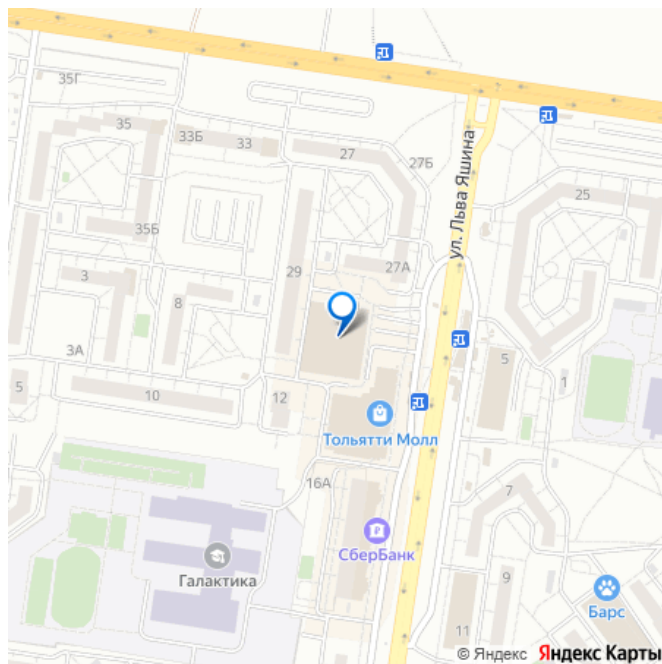 35Г
35
33Б
33
27
27Б
ул. Льва Яшина
25
35Б
27А
3
8
29
3А
5
10
12
5
1
Тольятти Молл
16А
7
СберБанк
Галактика
9
Барс
11
© Яндекс Яндекс Карты